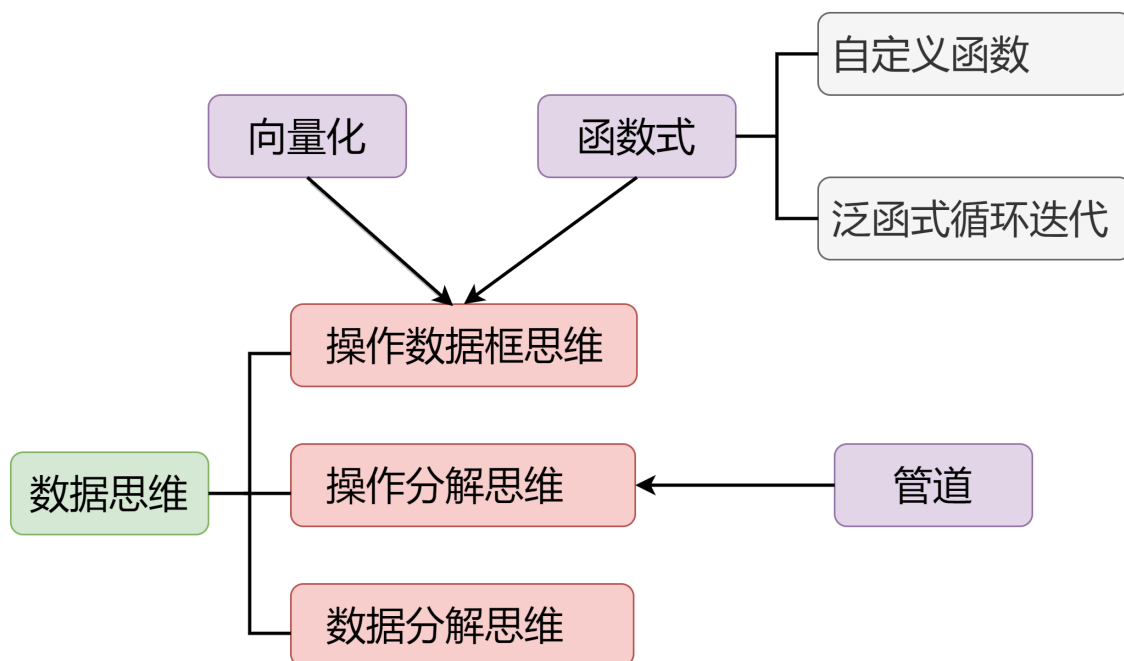 自定义函数
向量化
函数式
泛函式循环迭代
操作数据框思维
数据思维
操作分解思维
管道
数据分解思维